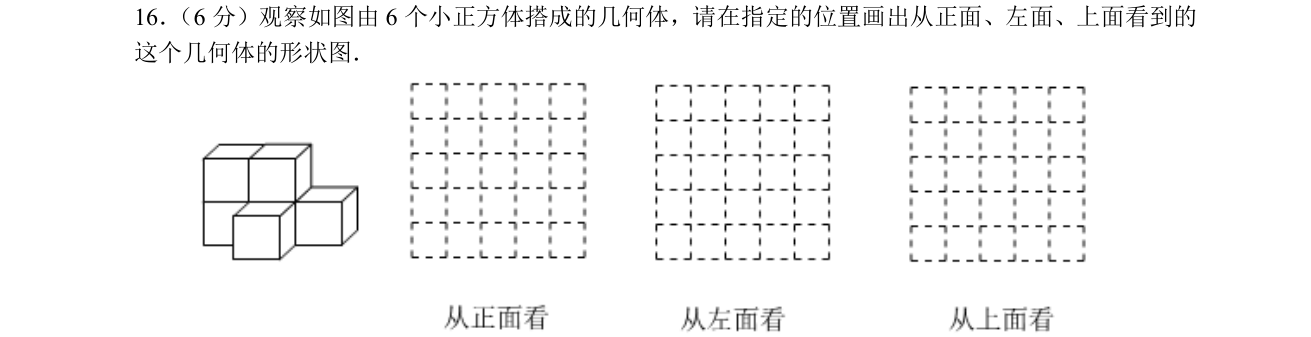 16.（6 分）观察如图由 6 个小正方体搭成的几何体，请在指定的位置画出从正面、左面、上面看到的
这个几何体的形状图.
从正面看 从左面看 从上面看